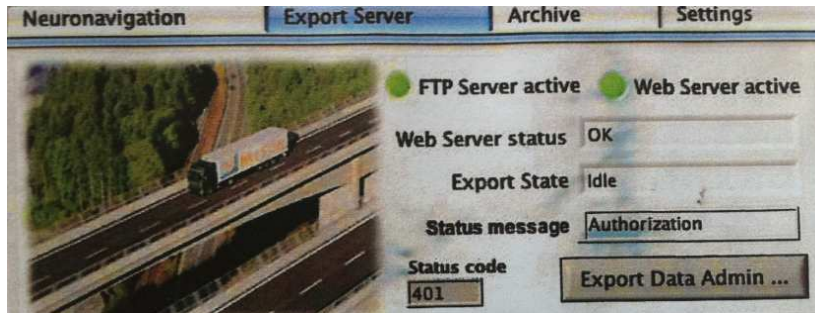 Neuronavigation Export Server Archive Settings
FTP Server active Web Server active
Web Server status OK
Export State Idle
Status message Authorization
Status code
401
Export Data Admin ...